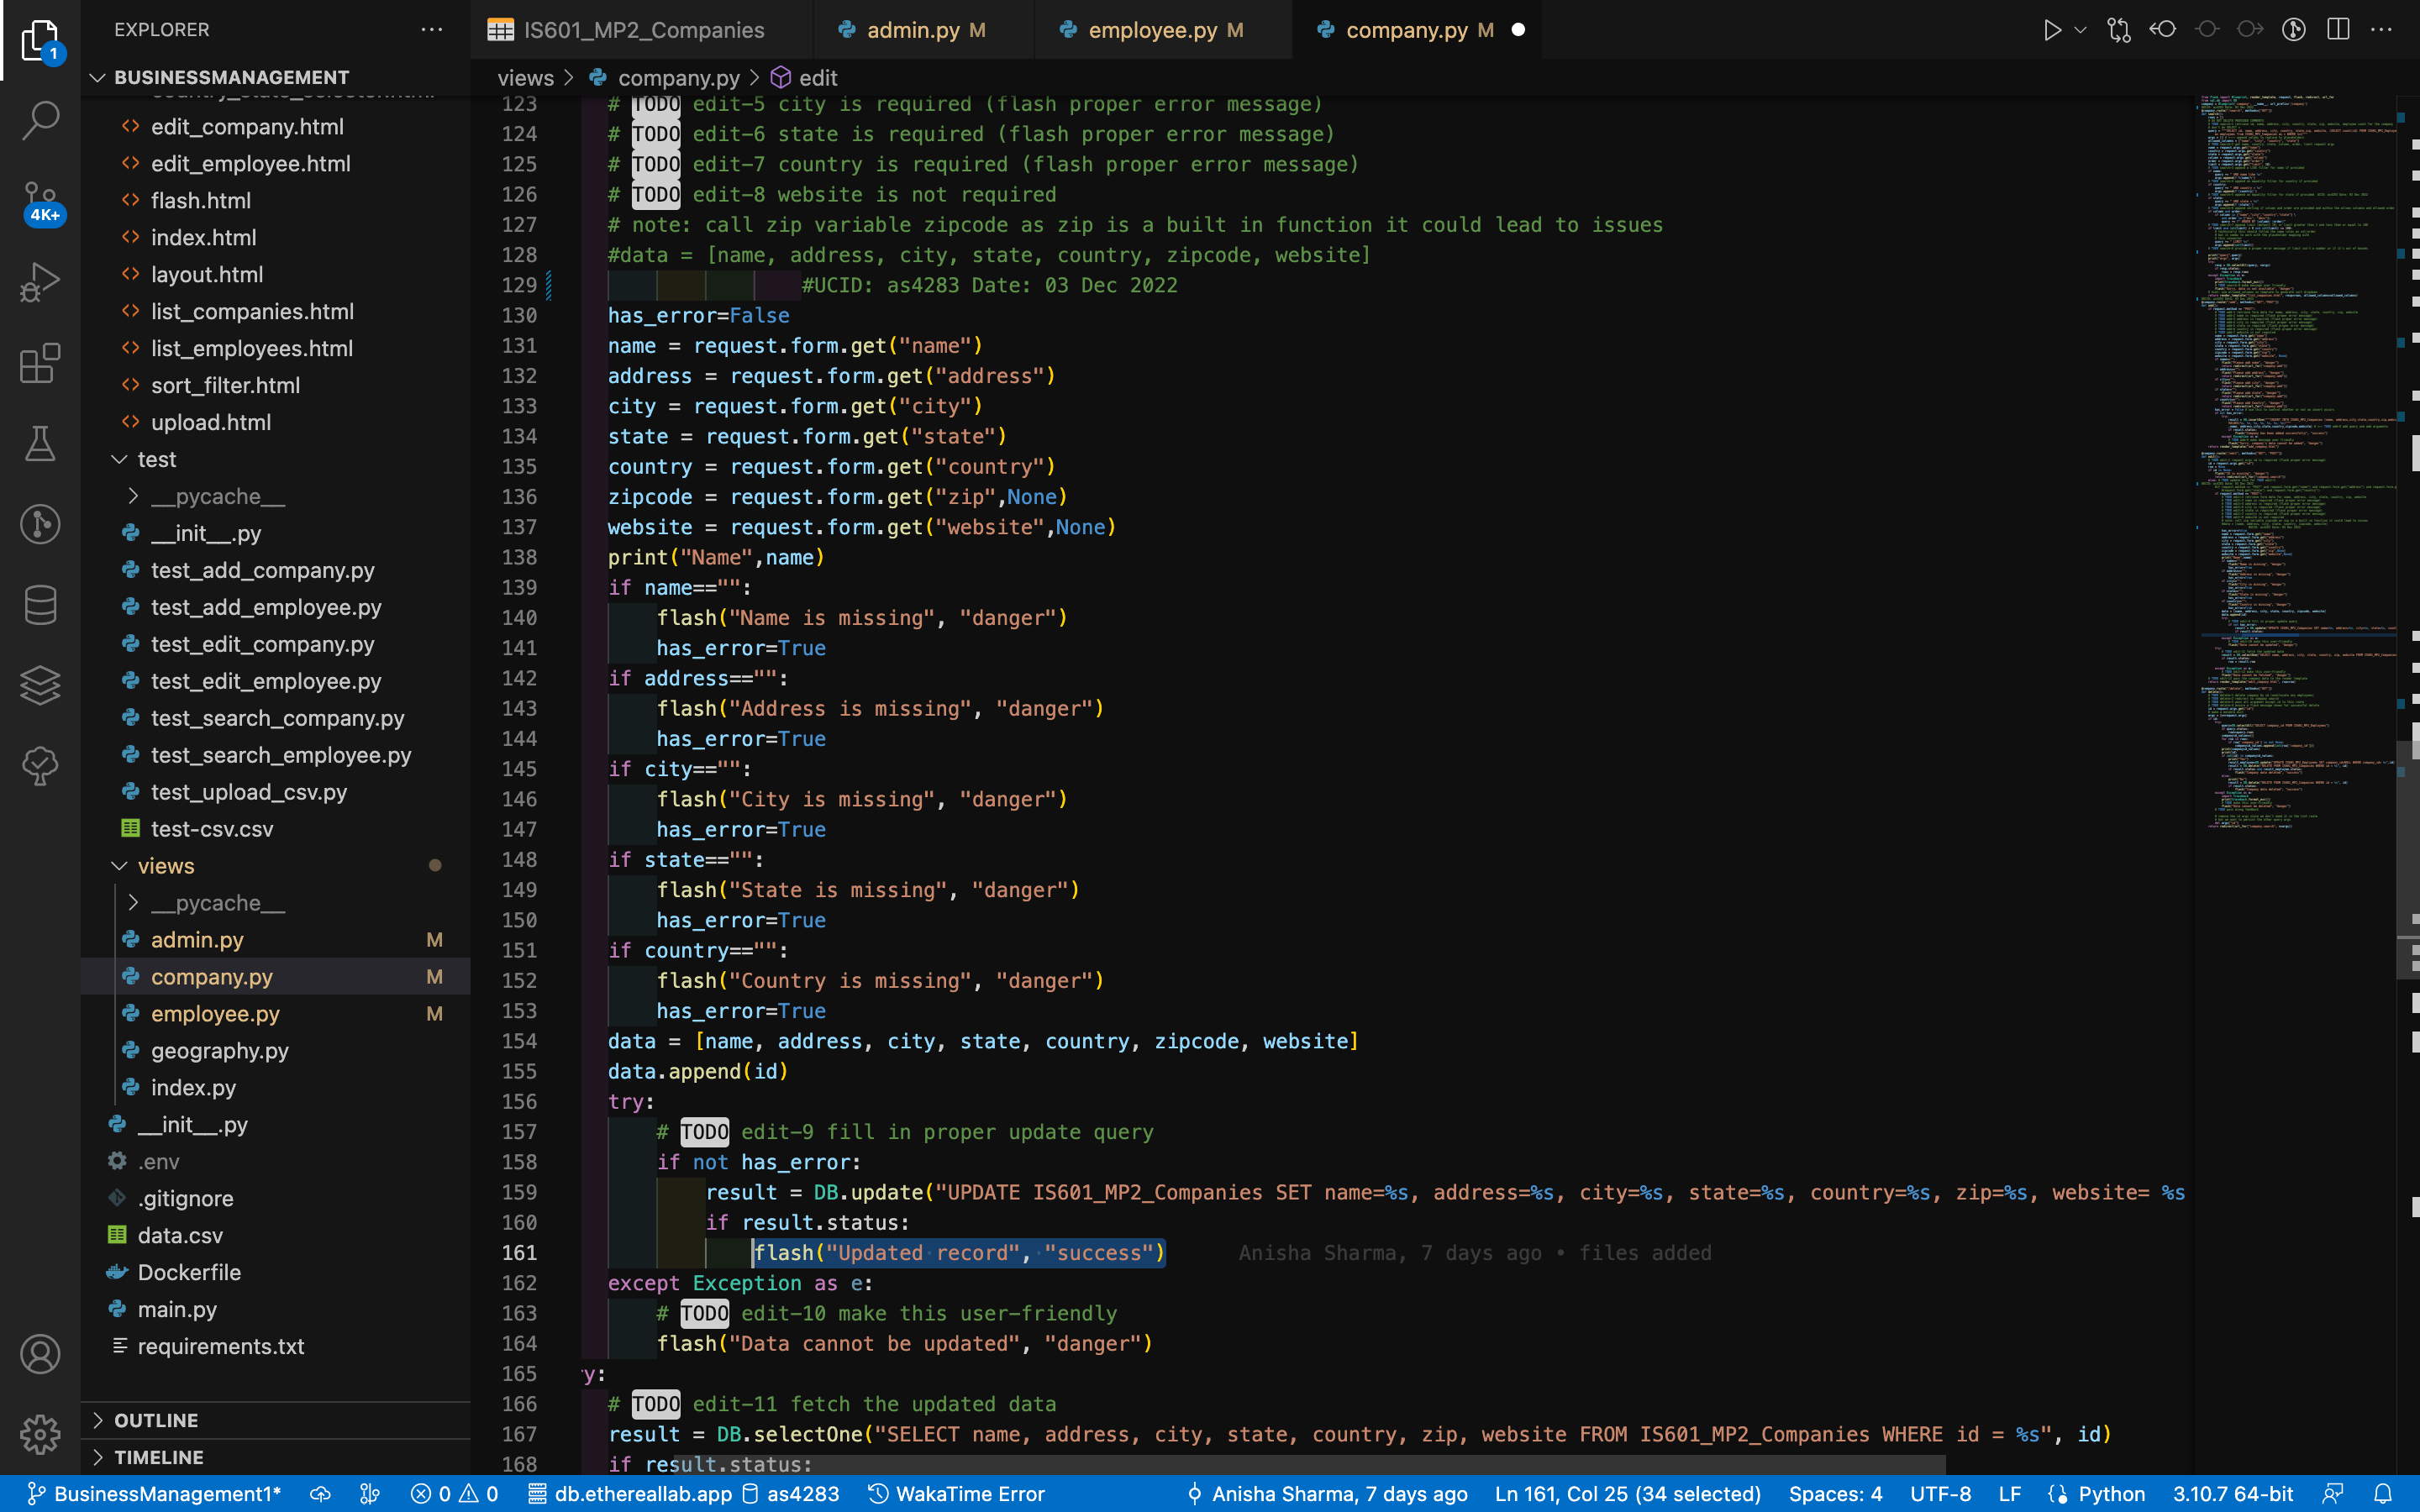 EXPLORER
IS601_MP2_Companies
admin.py M
employee.py M
company.py M
views > company.py > edit
1
4K+
BUSINESSMANAGEMENT
edit_company.html
edit_employee.html
flash.html
index.html
layout.html
list_companies.html
list_employees.html
sort_filter.html
upload.html
test
__pycache__
__init__.py
test_add_company.py
test_add_employee.py
test_edit_company.py
test_edit_employee.py
test_search_company.py
test_search_employee.py
test_upload_csv.py
test-csv.csv
views
__pycache__
admin.py M
company.py M
employee.py M
geography.py
index.py
__init__.py
.env
.gitignore
data.csv
Dockerfile
main.py
requirements.txt
OUTLINE
TIMELINE
123 # TODO edit-5 city is required (flash proper error message)
124 # TODO edit-6 state is required (flash proper error message)
125 # TODO edit-7 country is required (flash proper error message)
126 # TODO edit-8 website is not required
127 # note: call zip variable zipcode as zip is a built in function it could lead to issues
128 #data = [name, address, city, state, country, zipcode, website]
129 #UCID: as4283 Date: 03 Dec 2022
130 has_error=False
131 name = request.form.get("name")
132 address = request.form.get("address")
133 city = request.form.get("city")
134 state = request.form.get("state")
135 country = request.form.get("country")
136 zipcode = request.form.get("zip",None)
137 website = request.form.get("website",None)
138 print("Name",name)
139 if name=="":
140 flash("Name is missing", "danger")
141 has_error=True
142 if address=="":
143 flash("Address is missing", "danger")
144 has_error=True
145 if city=="":
146 flash("City is missing", "danger")
147 has_error=True
148 if state=="":
149 flash("State is missing", "danger")
150 has_error=True
151 if country=="":
152 flash("Country is missing", "danger")
153 has_error=True
154 data = [name, address, city, state, country, zipcode, website]
155 data.append(id)
156 try:
157 # TODO edit-9 fill in proper update query
158 if not has_error:
159 result = DB.update("UPDATE IS601_MP2_Companies SET name=%s, address=%s, city=%s, state=%s, country=%s, zip=%s, website= %s
160 if result.status:
161 flash("Updated record", "success") Anisha Sharma, 7 days ago • files added
162 except Exception as e:
163 # TODO edit-10 make this user-friendly
164 flash("Data cannot be updated", "danger")
165 y:
166 # TODO edit-11 fetch the updated data
167 result = DB.selectOne("SELECT name, address, city, state, country, zip, website FROM IS601_MP2_Companies WHERE id = %s", id)
168 if result.status:
BusinessManagement1* 0 0 db.ethereallab.app as4283 WakaTime Error Anisha Sharma, 7 days ago Ln 161, Col 25 (34 selected) Spaces: 4 UTF-8 LF Python 3.10.7 64-bit